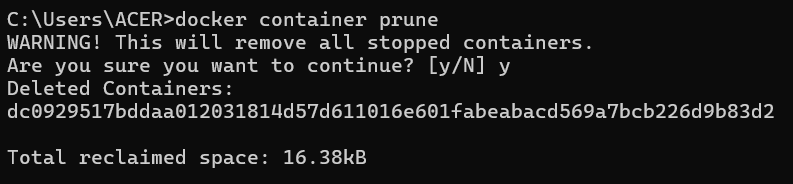 C:\Users\ACER>docker container prune
WARNING! This will remove all stopped containers.
Are you sure you want to continue? [y/N] y
Deleted Containers:
dc0929517bddaa012031814d57d611016e601fabeabacd569a7bcb226d9b83d2
Total reclaimed space: 16.38kB